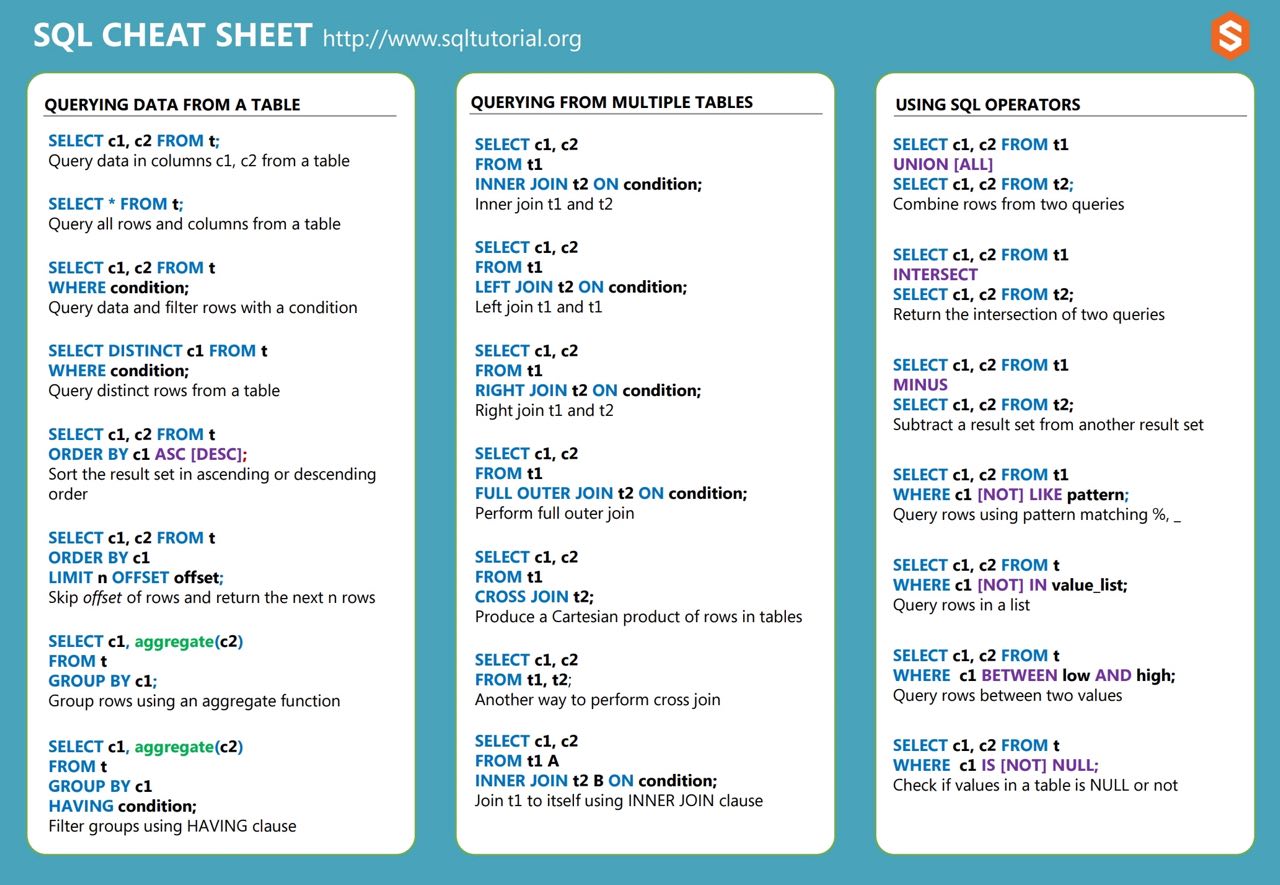 SQL CHEAT SHEET http://www.sqltutorial.org
S
QUERYING DATA FROM A TABLE
SELECT c1, c2 FROM t;
Query data in columns c1, c2 from a table
SELECT * FROM t;
Query all rows and columns from a table
SELECT c1, c2 FROM t
WHERE condition;
Query data and filter rows with a condition
SELECT DISTINCT c1 FROM t
WHERE condition;
Query distinct rows from a table
SELECT c1, c2 FROM t
ORDER BY c1 ASC [DESC];
Sort the result set in ascending or descending
order
SELECT c1, c2 FROM t
ORDER BY c1
LIMIT n OFFSET offset;
Skip offset of rows and return the next n rows
SELECT c1, aggregate(c2)
FROM t
GROUP BY c1;
Group rows using an aggregate function
SELECT c1, aggregate(c2)
FROM t
GROUP BY c1
HAVING condition;
Filter groups using HAVING clause
QUERYING FROM MULTIPLE TABLES
SELECT c1, c2
FROM t1
INNER JOIN t2 ON condition;
Inner join t1 and t2
SELECT c1, c2
FROM t1
LEFT JOIN t2 ON condition;
Left join t1 and t1
SELECT c1, c2
FROM t1
RIGHT JOIN t2 ON condition;
Right join t1 and t2
SELECT c1, c2
FROM t1
FULL OUTER JOIN t2 ON condition;
Perform full outer join
SELECT c1, c2
FROM t1
CROSS JOIN t2;
Produce a Cartesian product of rows in tables
SELECT c1, c2
FROM t1, t2;
Another way to perform cross join
SELECT c1, c2
FROM t1 A
INNER JOIN t2 B ON condition;
Join t1 to itself using INNER JOIN clause
USING SQL OPERATORS
SELECT c1, c2 FROM t1
UNION [ALL]
SELECT c1, c2 FROM t2;
Combine rows from two queries
SELECT c1, c2 FROM t1
INTERSECT
SELECT c1, c2 FROM t2;
Return the intersection of two queries
SELECT c1, c2 FROM t1
MINUS
SELECT c1, c2 FROM t2;
Subtract a result set from another result set
SELECT c1, c2 FROM t1
WHERE c1 [NOT] LIKE pattern;
Query rows using pattern matching %, _
SELECT c1, c2 FROM t
WHERE c1 [NOT] IN value_list;
Query rows in a list
SELECT c1, c2 FROM t
WHERE  c1 BETWEEN low AND high;
Query rows between two values
SELECT c1, c2 FROM t
WHERE  c1 IS [NOT] NULL;
Check if values in a table is NULL or not